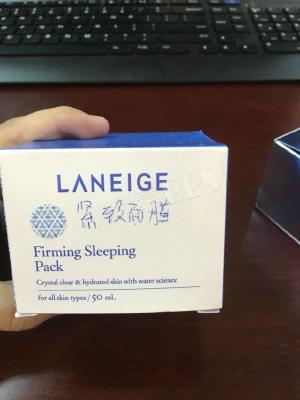 LANEIGE
紧致面膜
Firming Sleeping
Pack
Crystal clear & hydrated skin with water science
for all skin types / 50 mL